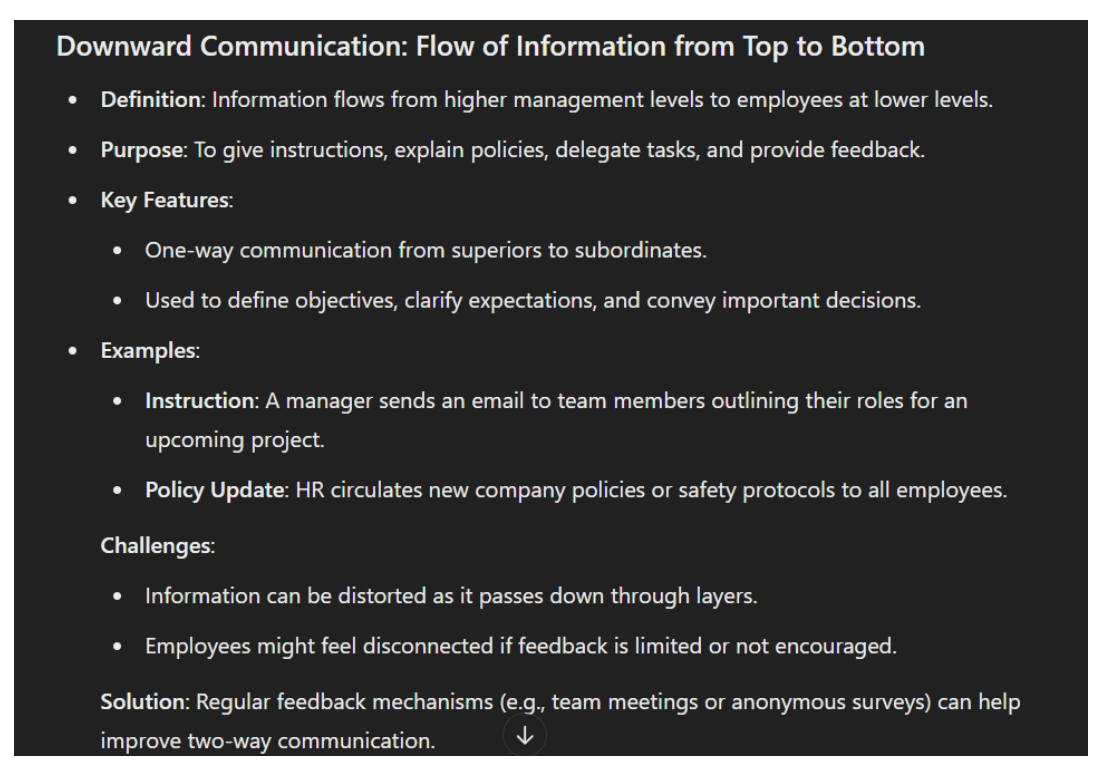 Downward Communication: Flow of Information from Top to Bottom
• Definition: Information flows from higher management levels to employees at lower levels.
• Purpose: To give instructions, explain policies, delegate tasks, and provide feedback.
• Key Features:
• One-way communication from superiors to subordinates.
• Used to define objectives, clarify expectations, and convey important decisions.
• Examples:
• Instruction: A manager sends an email to team members outlining their roles for an
upcoming project.
• Policy Update: HR circulates new company policies or safety protocols to all employees.
Challenges:
• Information can be distorted as it passes down through layers.
• Employees might feel disconnected if feedback is limited or not encouraged.
Solution: Regular feedback mechanisms (e.g., team meetings or anonymous surveys) can help
improve two-way communication.